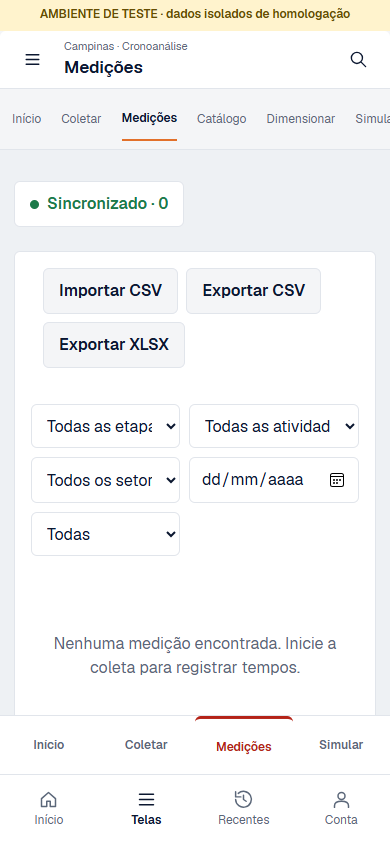 AMBIENTE DE TESTE · dados isolados de homologação
Campinas · Cronoanálise
Medições
Início Coletar Medições Catálogo Dimensionar Simula
Sincronizado · 0
Importar CSV Exportar CSV
Exportar XLSX
Todas as etapa Todas as atividad
Todos os setor dd/mm/aaaa
Todas
Nenhuma medição encontrada. Inicie a
coleta para registrar tempos.
Início Coletar Medições Simular
Início Telas Recentes Conta